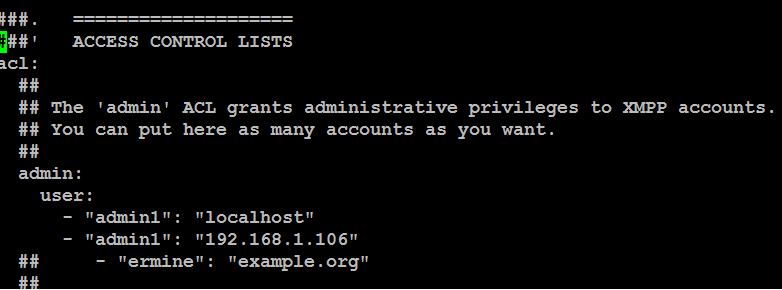 ###.   ====================
###'   ACCESS CONTROL LISTS
acl:
  ##
  ## The 'admin' ACL grants administrative privileges to XMPP accounts.
  ## You can put here as many accounts as you want.
  ##
  admin:
    user:
      - "admin1": "localhost"
      - "admin1": "192.168.1.106"
  ##     - "ermine": "example.org"
  ##